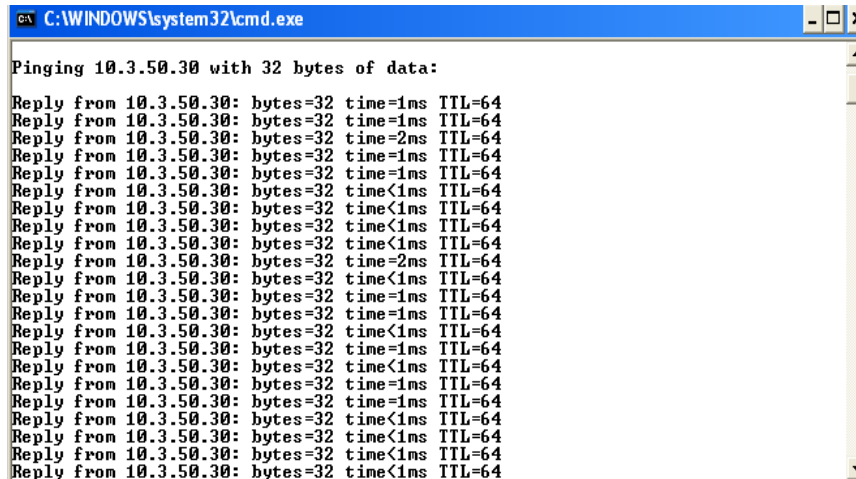 C:\WINDOWS\system32\cmd.exe
Pinging 10.3.50.30 with 32 bytes of data:
Reply from 10.3.50.30: bytes=32 time=1ms TTL=64
Reply from 10.3.50.30: bytes=32 time=1ms TTL=64
Reply from 10.3.50.30: bytes=32 time=2ms TTL=64
Reply from 10.3.50.30: bytes=32 time=1ms TTL=64
Reply from 10.3.50.30: bytes=32 time=1ms TTL=64
Reply from 10.3.50.30: bytes=32 time<1ms TTL=64
Reply from 10.3.50.30: bytes=32 time<1ms TTL=64
Reply from 10.3.50.30: bytes=32 time<1ms TTL=64
Reply from 10.3.50.30: bytes=32 time<1ms TTL=64
Reply from 10.3.50.30: bytes=32 time=2ms TTL=64
Reply from 10.3.50.30: bytes=32 time<1ms TTL=64
Reply from 10.3.50.30: bytes=32 time=1ms TTL=64
Reply from 10.3.50.30: bytes=32 time=1ms TTL=64
Reply from 10.3.50.30: bytes=32 time<1ms TTL=64
Reply from 10.3.50.30: bytes=32 time=1ms TTL=64
Reply from 10.3.50.30: bytes=32 time<1ms TTL=64
Reply from 10.3.50.30: bytes=32 time=1ms TTL=64
Reply from 10.3.50.30: bytes=32 time=1ms TTL=64
Reply from 10.3.50.30: bytes=32 time<1ms TTL=64
Reply from 10.3.50.30: bytes=32 time<1ms TTL=64
Reply from 10.3.50.30: bytes=32 time<1ms TTL=64
Reply from 10.3.50.30: bytes=32 time<1ms TTL=64